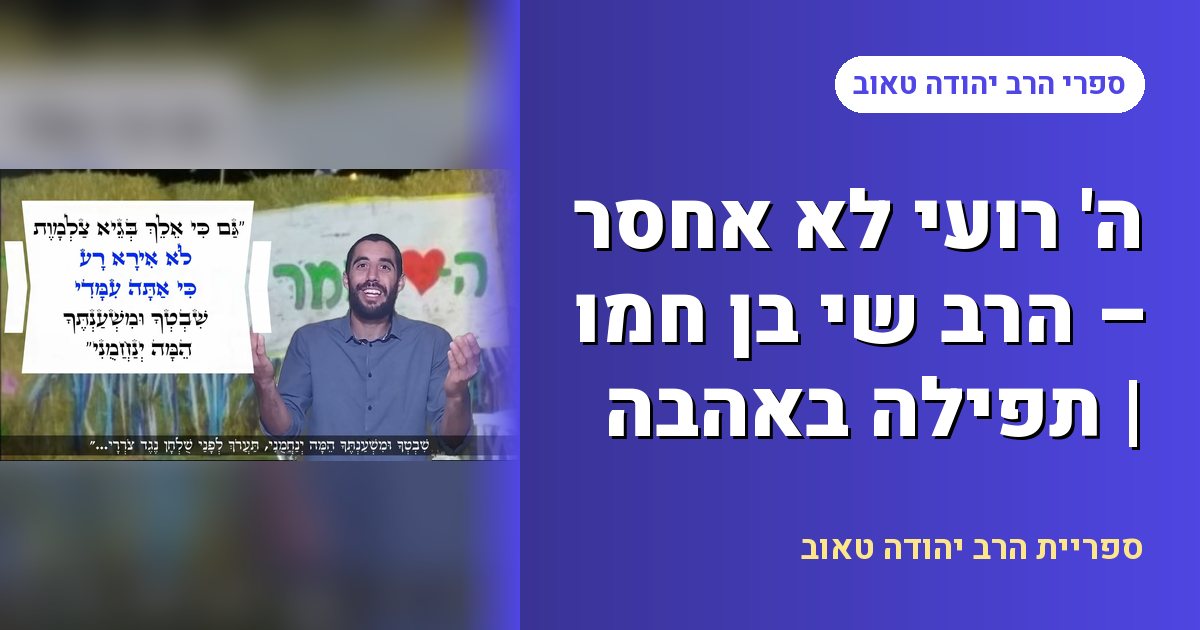 ספרי הרב יהודה טאוב
ה' רועי לא אחסר
– הרב שי בן חמו
| תפילה באהבה
ספריית הרב יהודה טאוב
"גַּם כִּי אֵלֵךְ בְּגֵיא צַלְמָוֶת
לֹא אִירָא רָע
כִּי אַתָּה עִמָּדִי
שִׁבְטְךָ וּמִשְׁעַנְתֶּךָ
הֵמָּה יְנַחֲמֻנִי"
ה-
מר
שִׁבְטְךָ וּמִשְׁעַנְתֶּךָ הֵמָּה יְנַחֲמֻנִי, תַּעֲרֹךְ לְפָנַי שֻׁלְחָן נֶגֶד צֹרְרָי..."